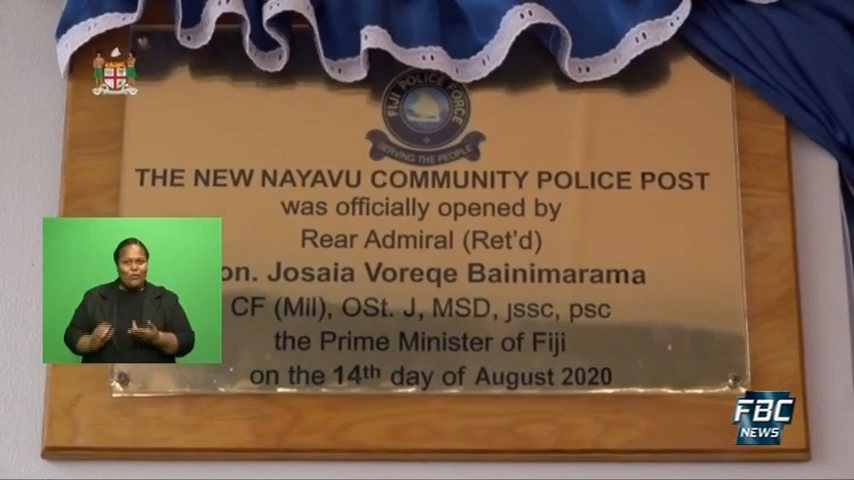 FIJI POLICE FORCE
SERVING THE PEOPLE
THE NEW NAYAVU COMMUNITY POLICE POST
was officially opened by
Rear Admiral (Ret'd)
on. Josaia Voreqe Bainimarama
CF (Mil), OSt. J, MSD, jssc, psc
the Prime Minister of Fiji
on the 14th day of August 2020
FBC
NEWS